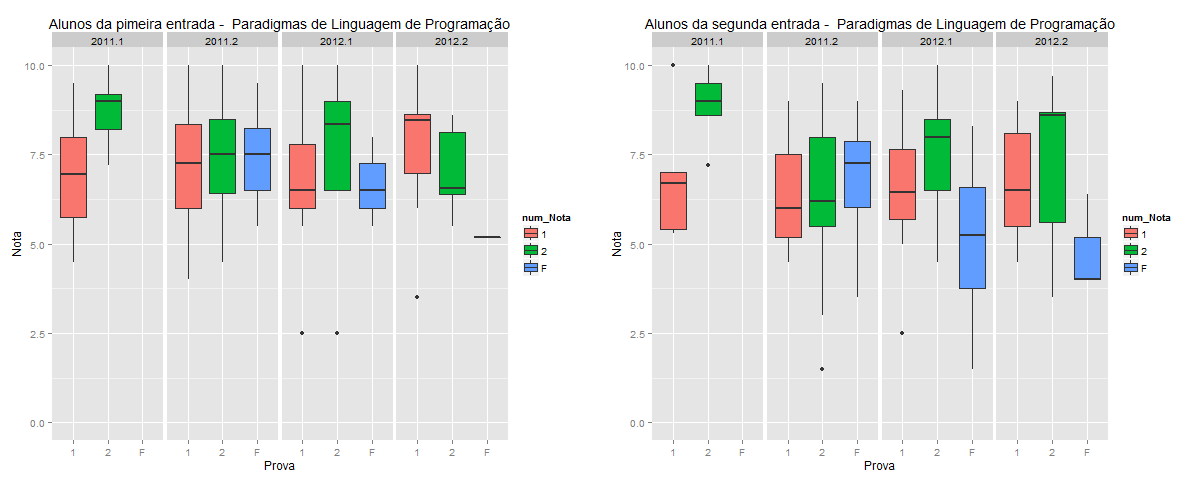 Alunos da pimeira entrada - Paradigmas de Linguagem de Programação
2011.1 2011.2 2012.1 2012.2
10.0
7.5
5.0
2.5
0.0
Nota
1 2 F 1 2 F 1 2 F 1 2 F
Prova
num_Nota
1
2
F
Alunos da segunda entrada - Paradigmas de Linguagem de Programação
2011.1 2011.2 2012.1 2012.2
10.0
7.5
5.0
2.5
0.0
Nota
1 2 F 1 2 F 1 2 F 1 2 F
Prova
num_Nota
1
2
F